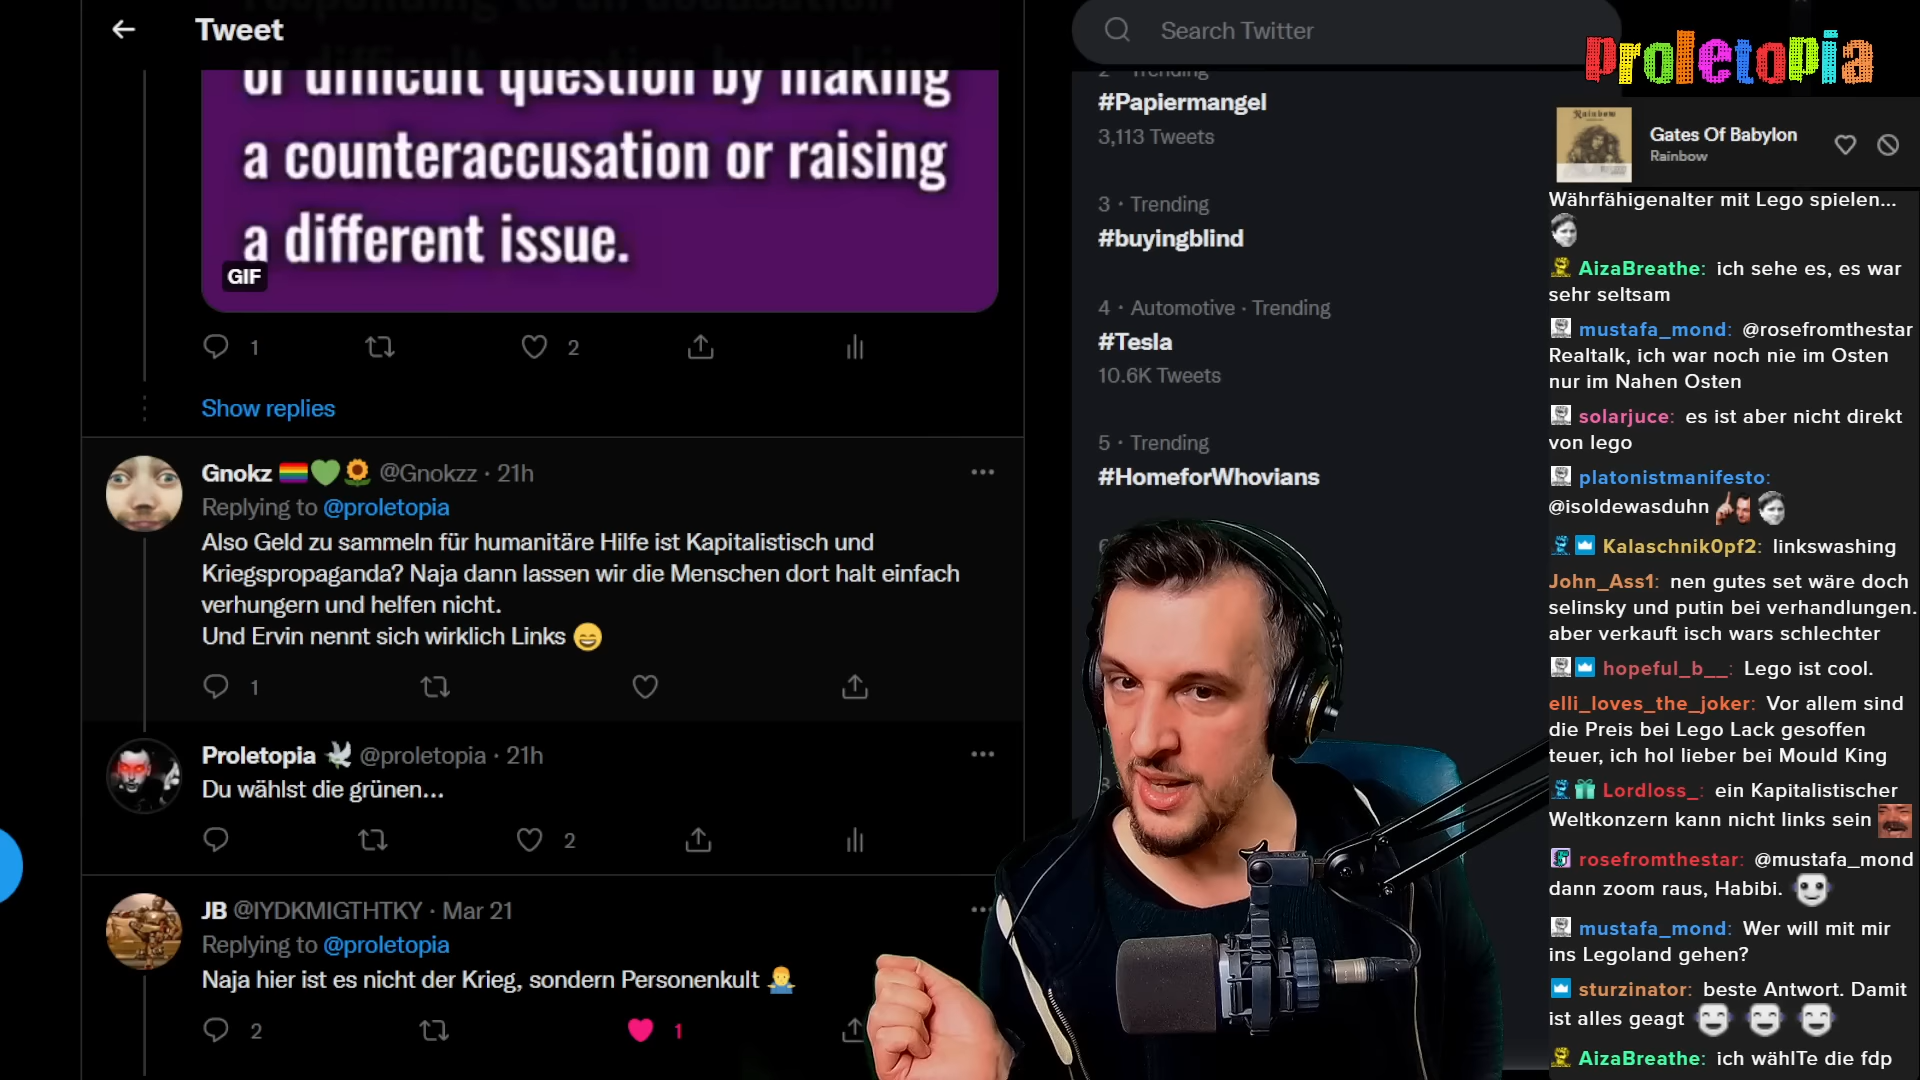 Tweet
or difficult question by making
a counteraccusation or raising
a different issue.
GIF
1
2
Show replies
Gnokz @Gnokzz · 21h
Replying to @proletopia
Also Geld zu sammeln für humanitäre Hilfe ist Kapitalistisch und
Kriegspropaganda? Naja dann lassen wir die Menschen dort halt einfach
verhungern und helfen nicht.
Und Ervin nennt sich wirklich Links 😄
1
Proletopia @proletopia · 21h
Du wählst die grünen...
2
JB @IYDKMIGTHTKY · Mar 21
Replying to @proletopia
Naja hier ist es nicht der Krieg, sondern Personenkult
2
1
Search Twitter
2 · Trending
#Papiermangel
3,113 Tweets
3 · Trending
#buyingblind
4 · Automotive · Trending
#Tesla
10.6K Tweets
5 · Trending
#HomeforWhovians
Proletopia
Rainbow
Gates Of Babylon
Rainbow
Währfähigenalter mit Lego spielen...
AizaBreathe: ich sehe es, es war
sehr seltsam
mustafa_mond: @rosefromthestar
Realtalk, ich war noch nie im Osten
nur im Nahen Osten
solarjuce: es ist aber nicht direkt
von lego
platonistmanifesto:
@isoldewasduhn
Kalaschnik0pf2: linkswashing
John_Ass1: nen gutes set wäre doch
selinsky und putin bei verhandlungen.
aber verkauft isch wars schlechter
hopeful_b__: Lego ist cool.
elli_loves_the_joker: Vor allem sind
die Preis bei Lego Lack gesoffen
teuer, ich hol lieber bei Mould King
Lordloss_: ein Kapitalistischer
Weltkonzern kann nicht links sein
rosefromthestar: @mustafa_mond
dann zoom raus, Habibi.
mustafa_mond: Wer will mit mir
ins Legoland gehen?
sturzinator: beste Antwort. Damit
ist alles geagt
AizaBreathe: ich wählTe die fdp